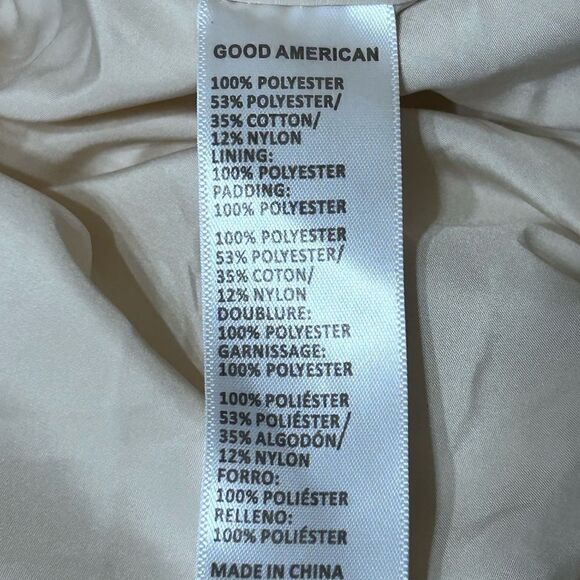 GOOD AMERICAN
100% POLYESTER
53% POLYESTER/
35% COTTON/
12% NYLON
LINING:
100% POLYESTER
PADDING:
100% POLYESTER
100% POLYESTER
53% POLYESTER/
35% COTON/
12% NYLON
DOUBLURE:
100% POLYESTER
GARNISSAGE:
100% POLYESTER
100% POLIÉSTER
53% POLIÉSTER/
35% ALGODÓN/
12% NYLON
FORRO:
100% POLIÉSTER
RELLENO:
100% POLIÉSTER
MADE IN CHINA